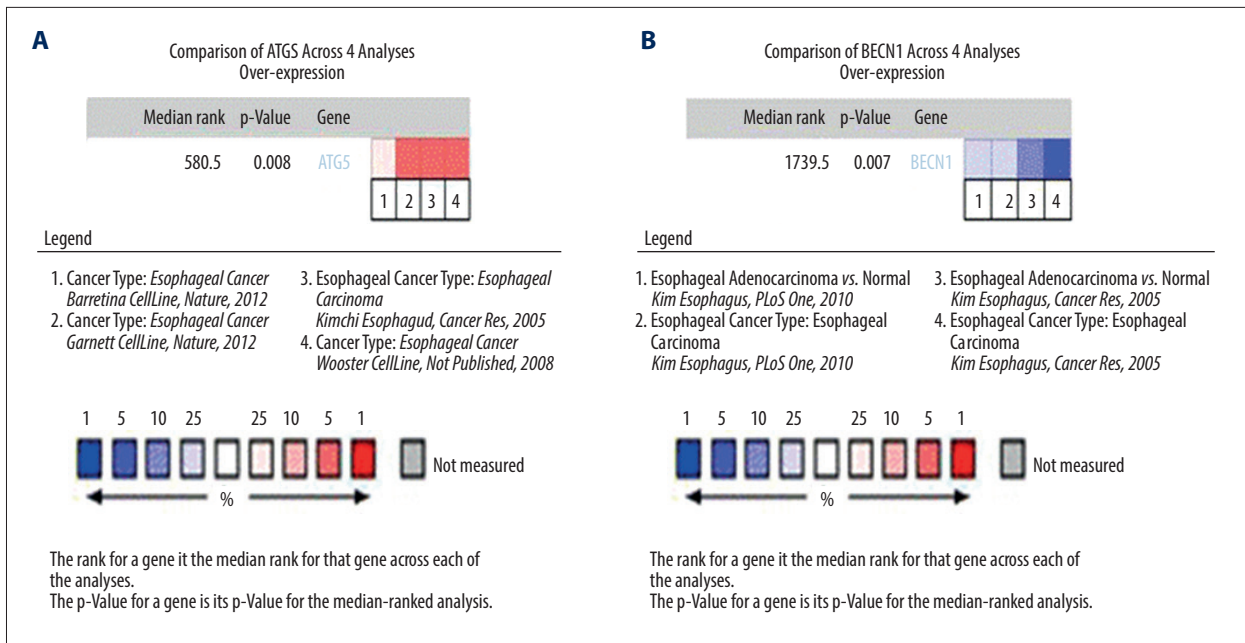 A
Comparison of ATGS Across 4 Analyses
Over-expression
Median rank p-Value Gene
580.5 0.008 ATG5
1 2 3 4
Legend
1. Cancer Type: Esophageal Cancer
Barretina CellLine, Nature, 2012
2. Cancer Type: Esophageal Cancer
Garnett CellLine, Nature, 2012
3. Esophageal Cancer Type: Esophageal
Carcinoma
Kimchi Esophagud, Cancer Res, 2005
4. Cancer Type: Esophageal Cancer
Wooster CellLine, Not Published, 2008
1 5 10 25 25 10 5 1
Not measured
%
The rank for a gene it the median rank for that gene across each of
the analyses.
The p-Value for a gene is its p-Value for the median-ranked analysis.
B
Comparison of BECN1 Across 4 Analyses
Over-expression
Median rank p-Value Gene
1739.5 0.007 BECN1
1 2 3 4
Legend
1. Esophageal Adenocarcinoma vs. Normal
Kim Esophagus, PLoS One, 2010
2. Esophageal Cancer Type: Esophageal
Carcinoma
Kim Esophagus, PLoS One, 2010
3. Esophageal Adenocarcinoma vs. Normal
Kim Esophagus, Cancer Res, 2005
4. Esophageal Cancer Type: Esophageal
Carcinoma
Kim Esophagus, Cancer Res, 2005
1 5 10 25 25 10 5 1
Not measured
%
The rank for a gene it the median rank for that gene across each of
the analyses.
The p-Value for a gene is its p-Value for the median-ranked analysis.